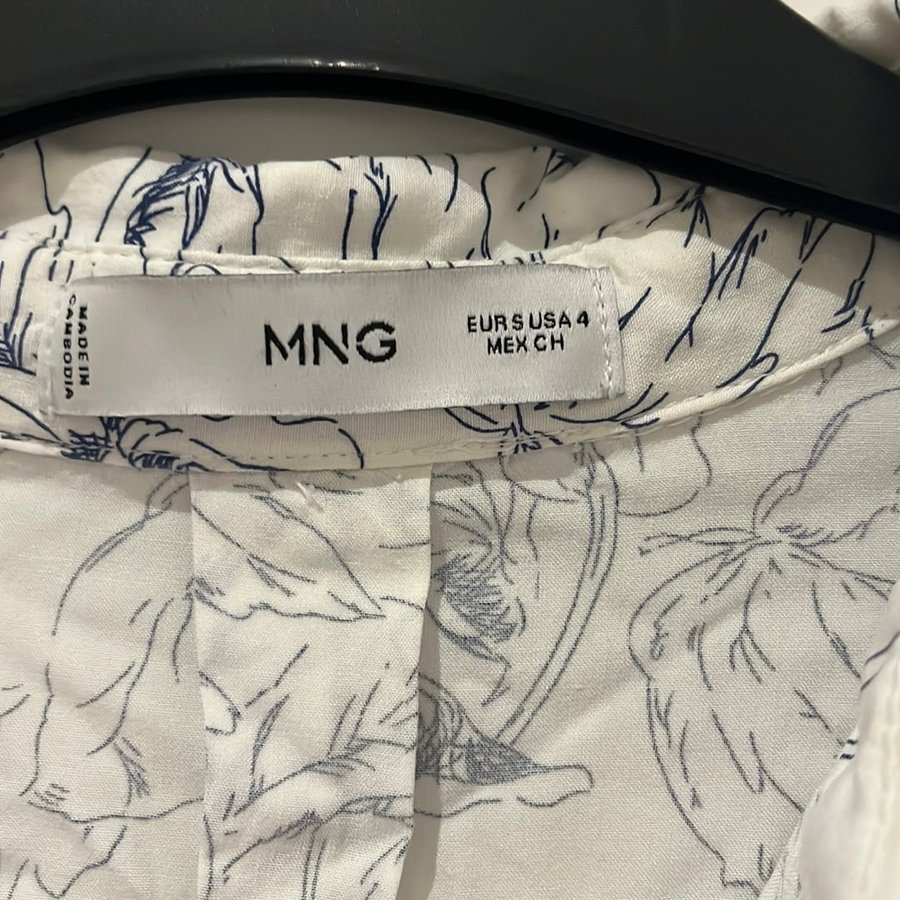 MADE IN
CAMBODIA
MNG
EUR S USA 4
MEX CH